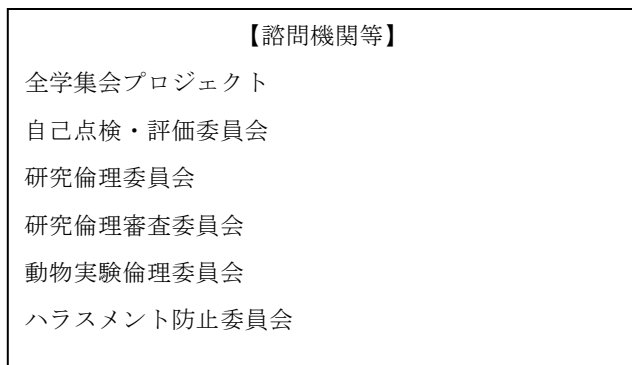 【諮問機関等】
全学集会プロジェクト
自己点検・評価委員会
研究倫理委員会
研究倫理審査委員会
動物実験倫理委員会
ハラスメント防止委員会